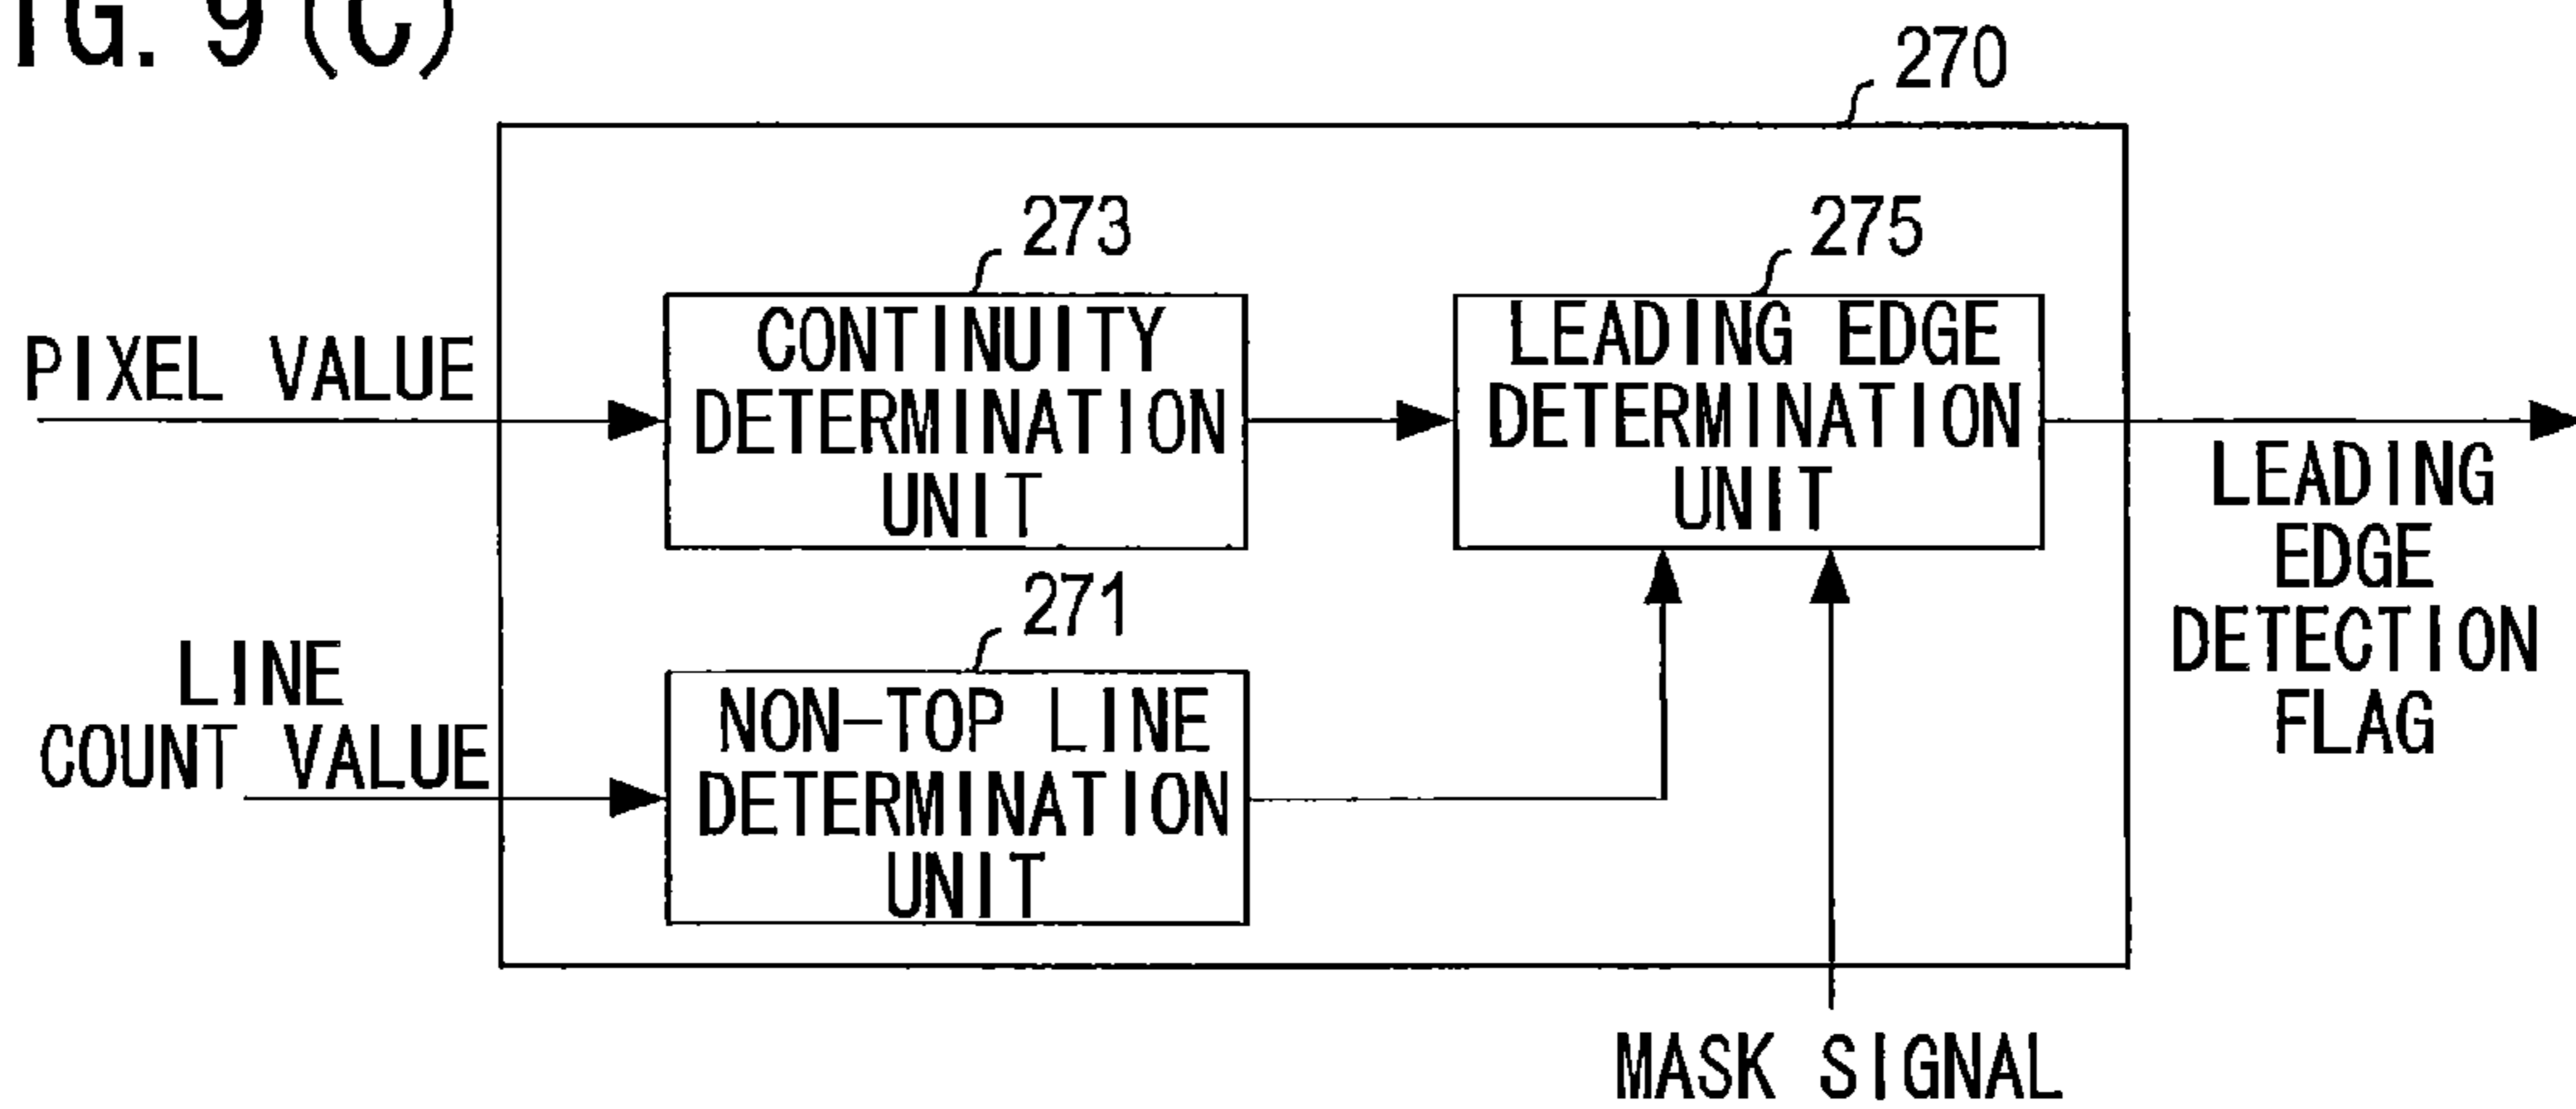 IG. 9 (C)
270
273
275
PIXEL VALUE
CONTINUITY
DETERMINATION
UNIT
LEADING EDGE
DETERMINATION
UNIT
LEADING
EDGE
DETECTION
FLAG
271
LINE
COUNT VALUE
NON-TOP LINE
DETERMINATION
UNIT
MASK SIGNAL